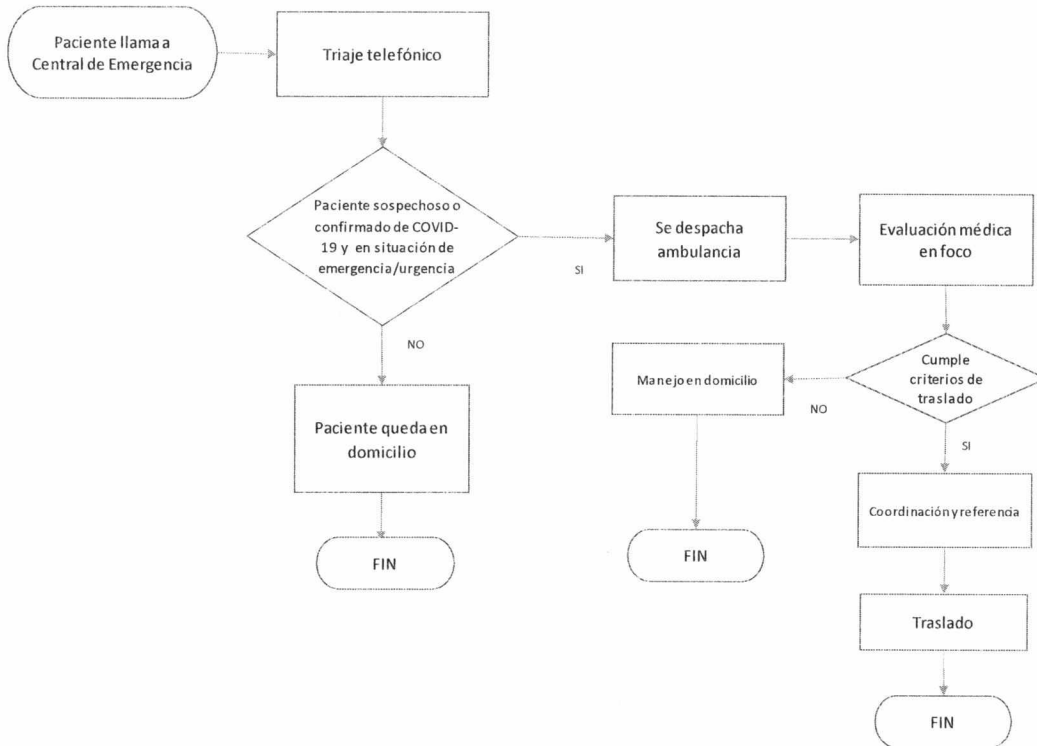 Paciente llama a
Central de Emergencia
Triaje telefónico
Paciente sospechoso o
confirmado de COVID-
19 y en situación de
emergencia/urgencia
SI
Se despacha
ambulancia
Evaluación médica
en foco
NO
Paciente queda en
domicilio
FIN
Cumple
criterios de
traslado
NO
Manejo en domicilio
FIN
SI
Coordinación y referencia
Traslado
FIN